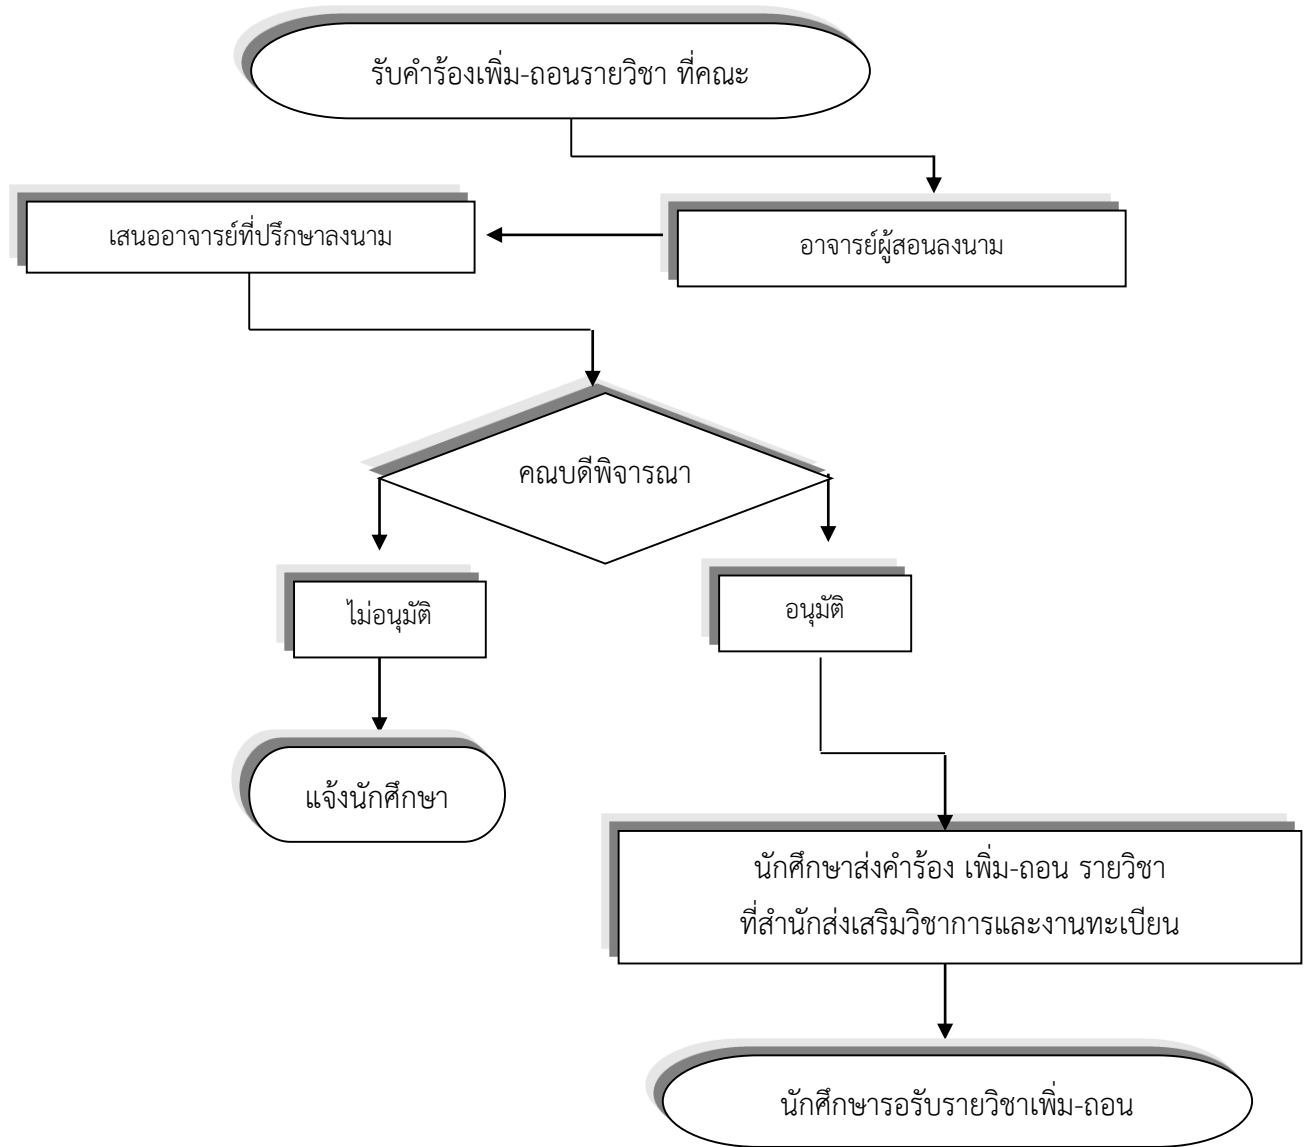 รับคำร้องเพิ่ม-ถอนรายวิชา ที่คณะ
อาจารย์ผู้สอนลงนาม
เสนออาจารย์ที่ปรึกษาลงนาม
คณบดีพิจารณา
ไม่อนุมัติ
อนุมัติ
แจ้งนักศึกษา
นักศึกษาส่งคำร้อง เพิ่ม-ถอน รายวิชา
ที่สำนักส่งเสริมวิชาการและงานทะเบียน
นักศึกษารอรับรายวิชาเพิ่ม-ถอน